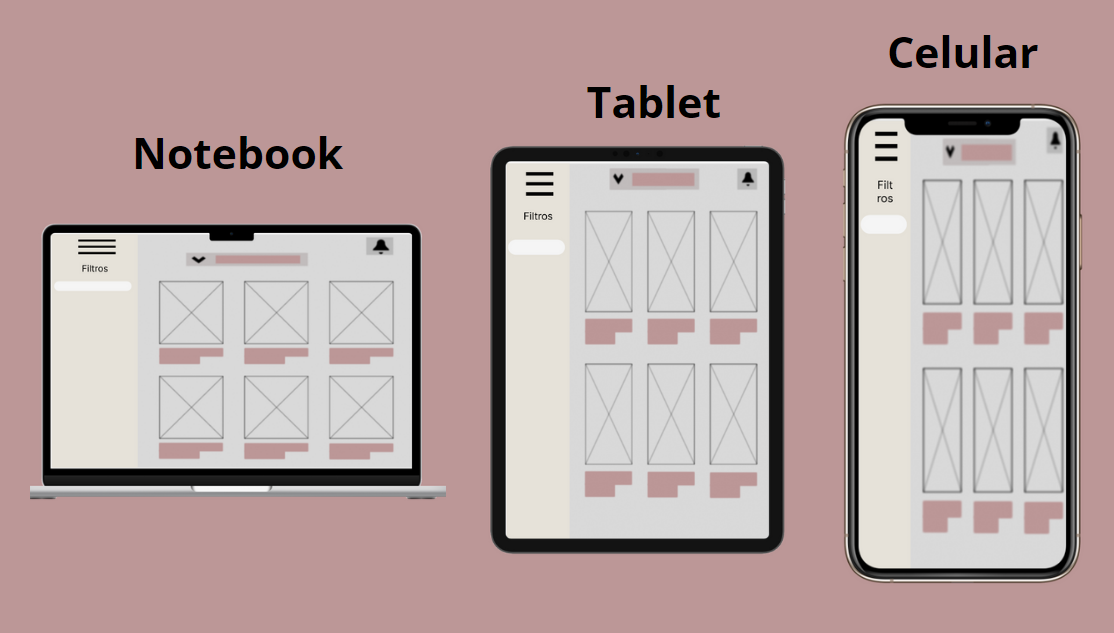 Celular
Tablet
Notebook
Filtros
Filtros
Filt
ros